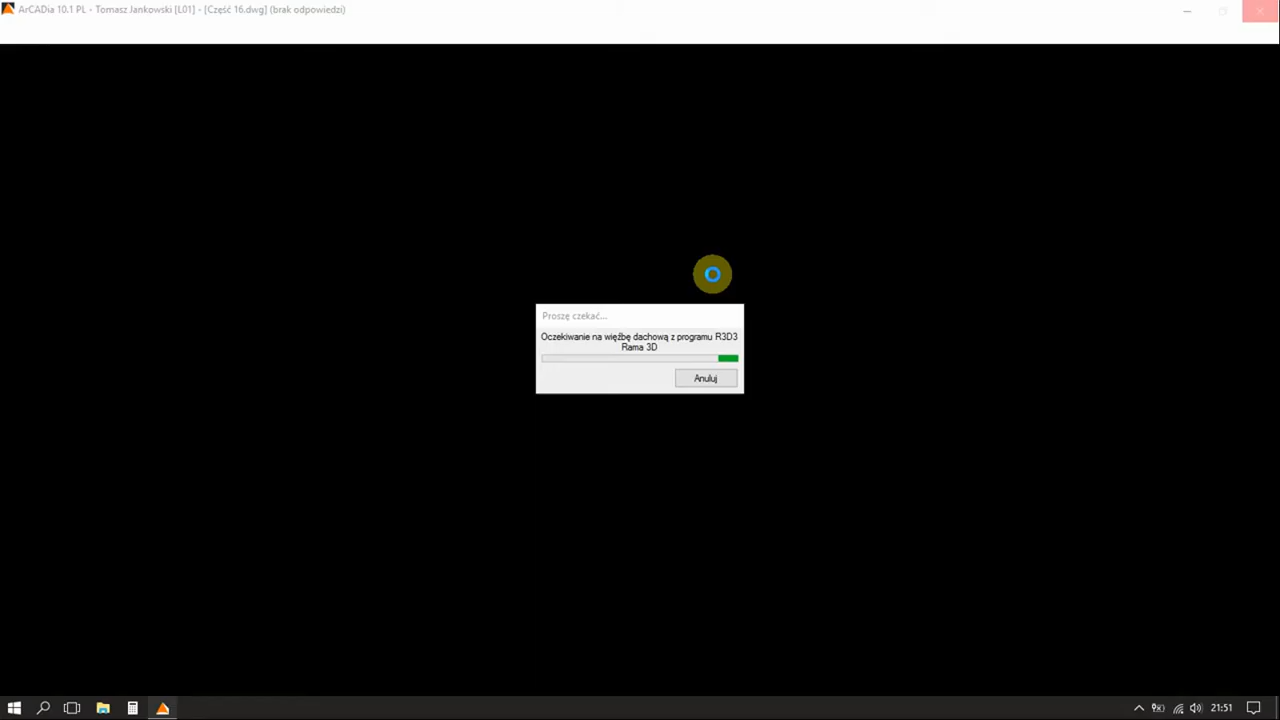 ArCADia 10.1 PL - Tomasz Jankowski [L01] - [Część 16.dwg] (brak odpowiedzi)
Proszę czekać...
Oczekiwanie na więźbę dachową z programu R3D3
Rama 3D
Anuluj
21:51